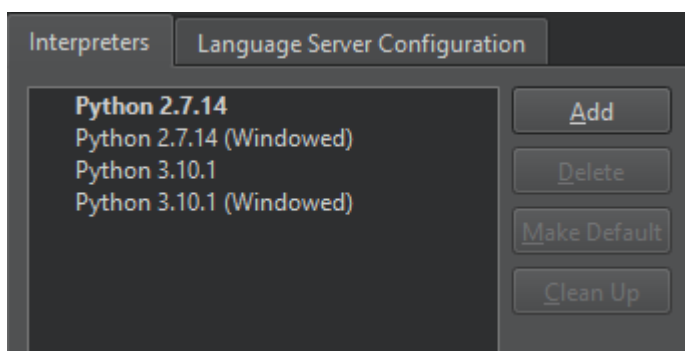 Interpreters
Language Server Configuration
Python 2.7.14
Python 2.7.14 (Windowed)
Python 3.10.1
Python 3.10.1 (Windowed)
Add
Delete
Make Default
Clean Up